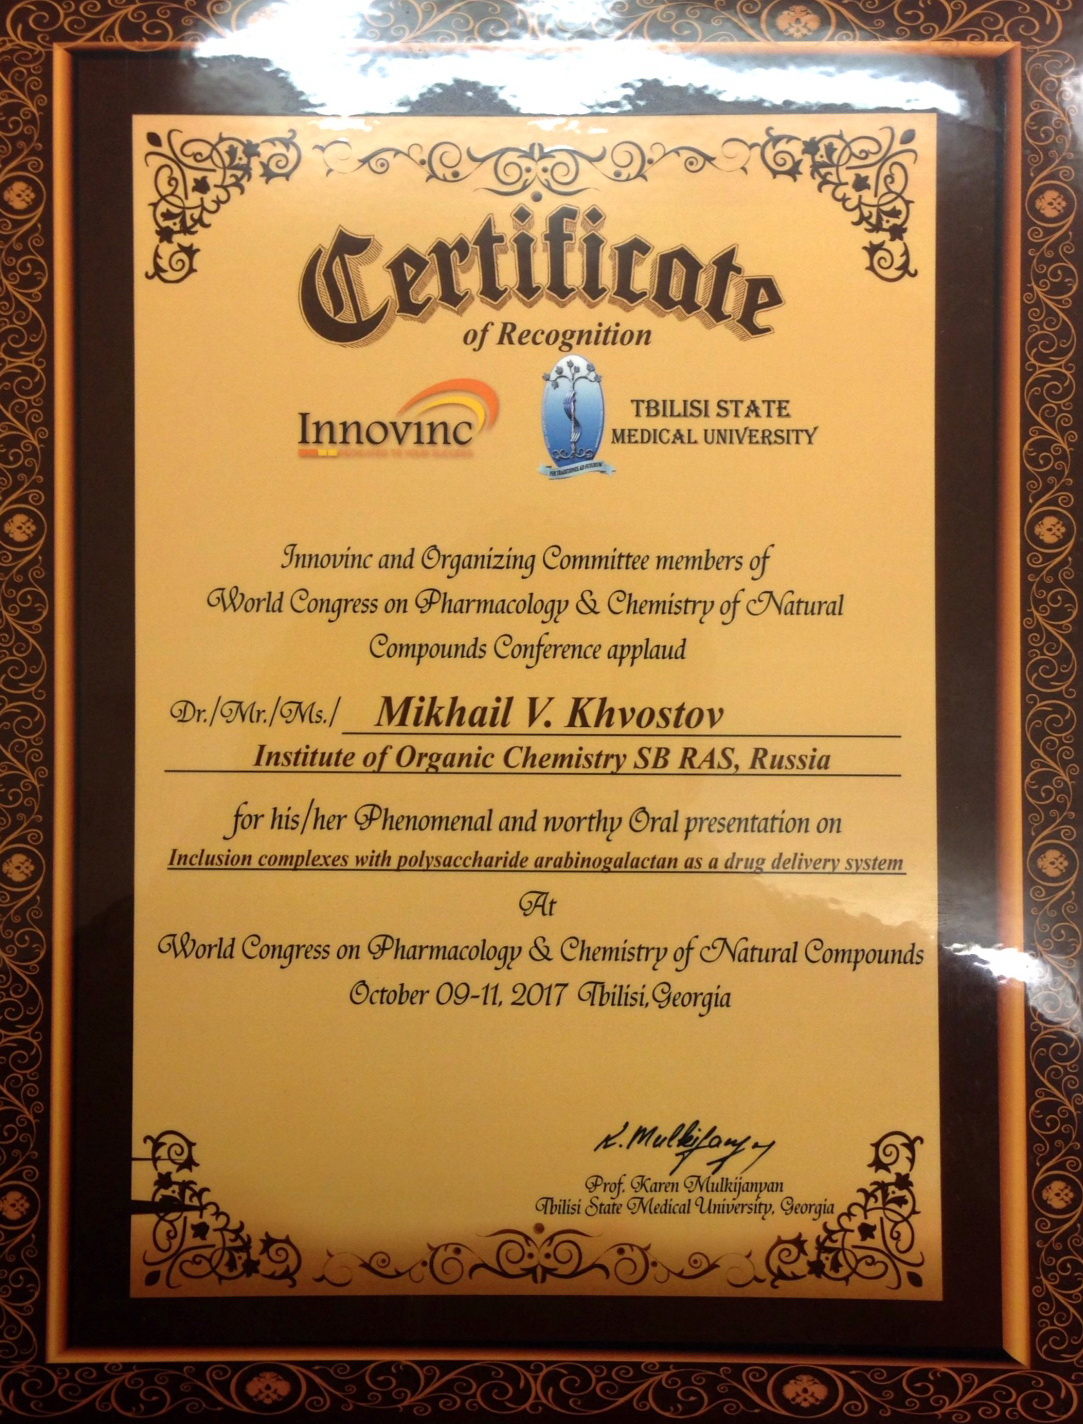 Certificate
of Recognition
Innovinc
TBILISI STATE
MEDICAL UNIVERSITY
Innovinc and Organizing Committee members of
World Congress on Pharmacology & Chemistry of Natural
Compounds Conference applaud
Dr./Mr./Ms./ Mikhail V. Khvostov
Institute of Organic Chemistry SB RAS, Russia
for his/her Phenomenal and worthy Oral presentation on
Inclusion complexes with polysaccharide arabinogalactan as a drug delivery system
At
World Congress on Pharmacology & Chemistry of Natural Compounds
October 09-11, 2017 Tbilisi,Georgia
K. Mulkijanyan
Prof. Karen Mulkijanyan
Tbilisi State Medical University, Georgia